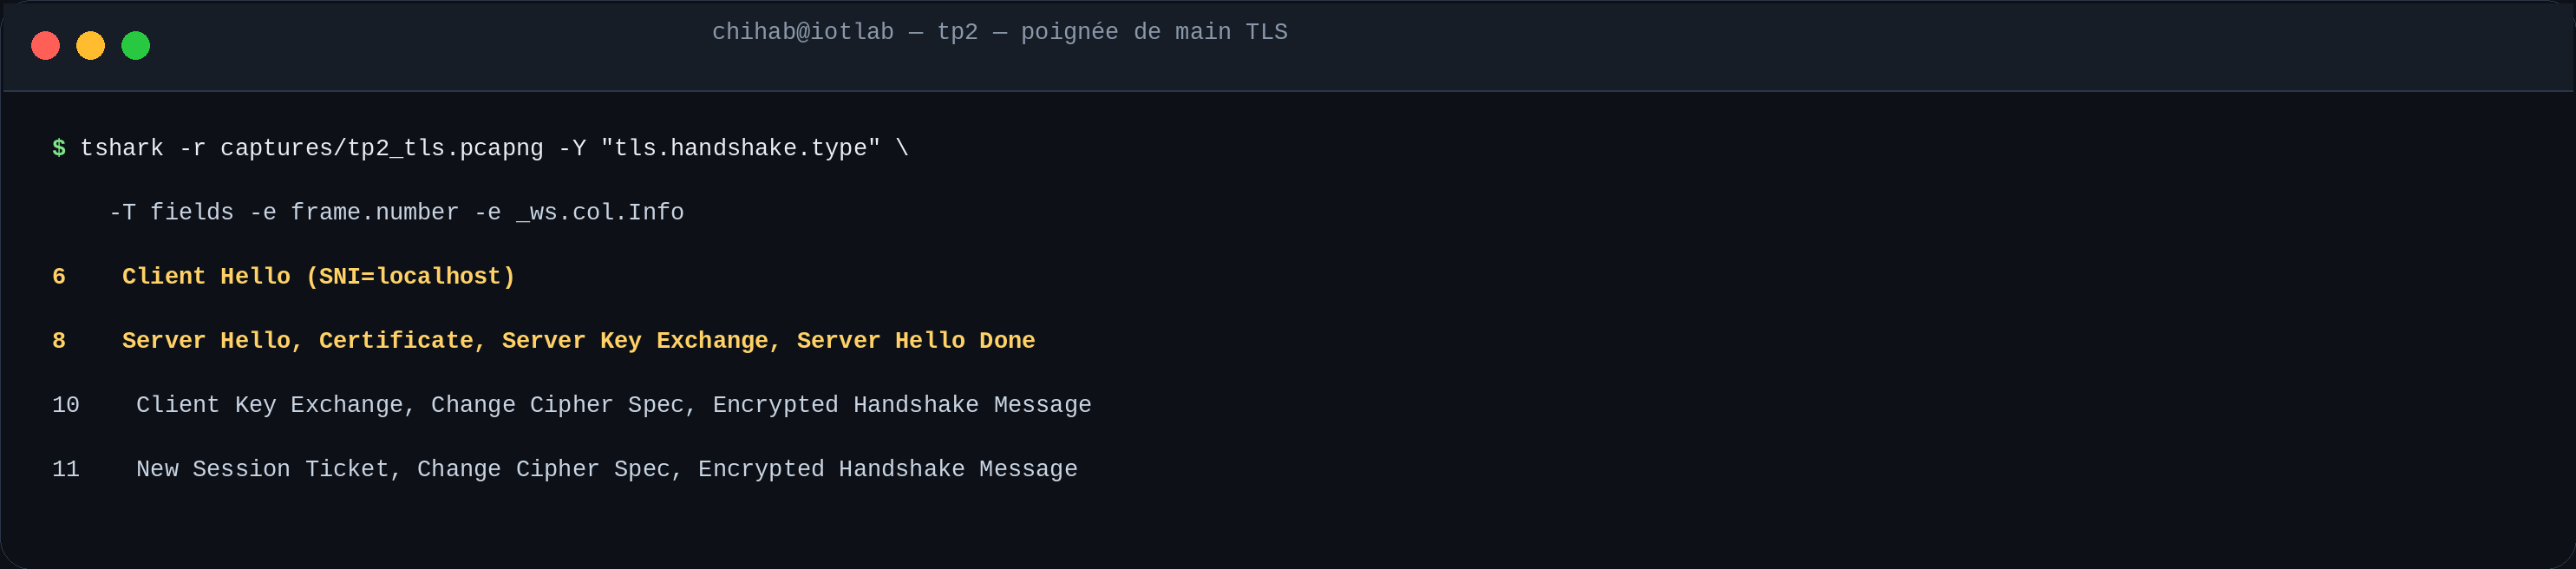 chihab@iotlab — tp2 — poignée de main TLS
$ tshark -r captures/tp2_tls.pcapng -Y "tls.handshake.type" \
-T fields -e frame.number -e _ws.col.Info
6    Client Hello (SNI=localhost)
8    Server Hello, Certificate, Server Key Exchange, Server Hello Done
10    Client Key Exchange, Change Cipher Spec, Encrypted Handshake Message
11    New Session Ticket, Change Cipher Spec, Encrypted Handshake Message